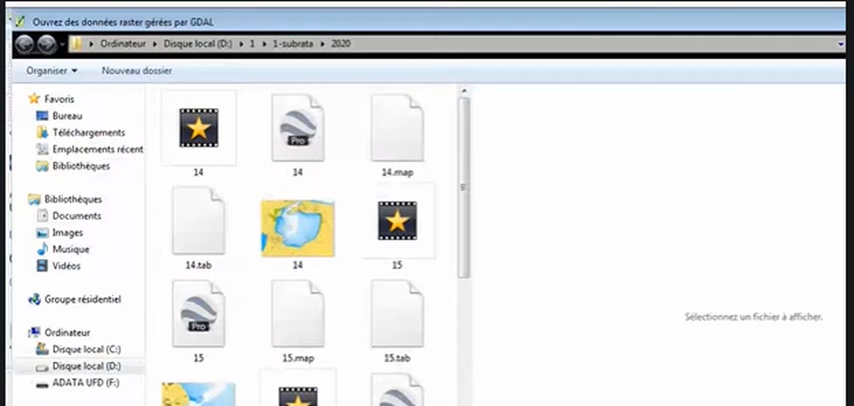 Ouvrez des données raster gérées par GDAL
Ordinateur Disque local (D:) 1 1-subrata 2020
Organiser Nouveau dossier
Favoris
Bureau
Téléchargements
Emplacements récent
Bibliothèques
Bibliothèques
Documents
Images
Musique
Vidéos
Groupe résidentiel
Ordinateur
Disque local (C:)
Disque local (D:)
ADATA UFD (F:)
Pro
14 14 14.map
14.tab 14 15
Pro
15 15.map 15.tab
Sélectionnez un fichier à afficher.